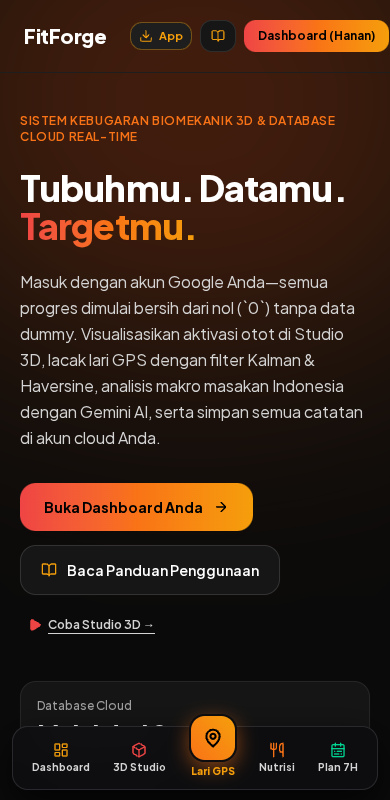 FitForge
App
Dashboard (Hanan)
SISTEM KEBUGARAN BIOMEKANIK 3D & DATABASE
CLOUD REAL-TIME
Tubuhmu. Datamu.
Targetmu.
Masuk dengan akun Google Anda—semua
progres dimulai bersih dari nol (`0`) tanpa data
dummy. Visualisasikan aktivasi otot di Studio
3D, lacak lari GPS dengan filter Kalman &
Haversine, analisis makro masakan Indonesia
dengan Gemini AI, serta simpan semua catatan
di akun cloud Anda.
Buka Dashboard Anda →
Baca Panduan Penggunaan
Coba Studio 3D →
Database Cloud
Dashboard
3D Studio
Lari GPS
Nutrisi
Plan 7H